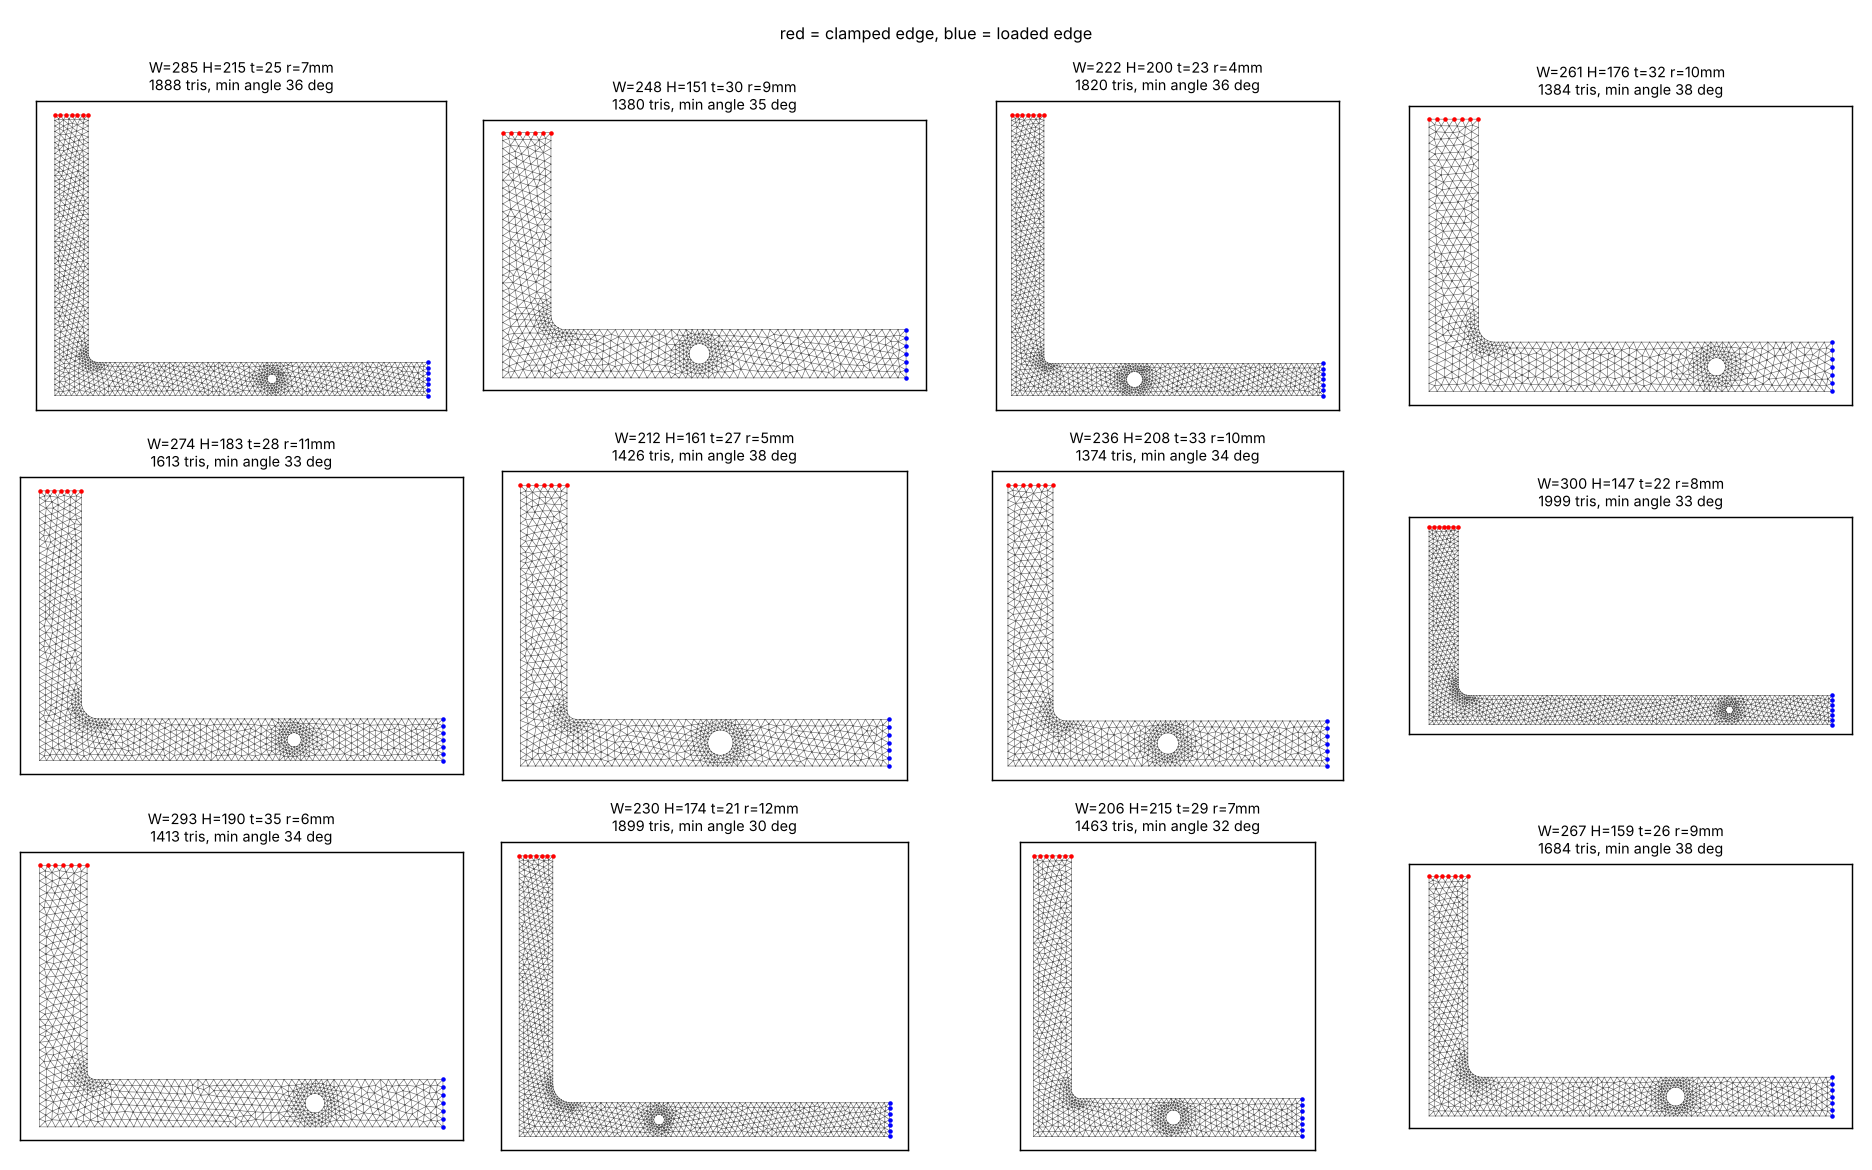 red = clamped edge, blue = loaded edge
W=285 H=215 t=25 r=7mm
1888 tris, min angle 36 deg
W=248 H=151 t=30 r=9mm
1380 tris, min angle 35 deg
W=222 H=200 t=23 r=4mm
1820 tris, min angle 36 deg
W=261 H=176 t=32 r=10mm
1384 tris, min angle 38 deg
W=274 H=183 t=28 r=11mm
1613 tris, min angle 33 deg
W=212 H=161 t=27 r=5mm
1426 tris, min angle 38 deg
W=236 H=208 t=33 r=10mm
1374 tris, min angle 34 deg
W=300 H=147 t=22 r=8mm
1999 tris, min angle 33 deg
W=293 H=190 t=35 r=6mm
1413 tris, min angle 34 deg
W=230 H=174 t=21 r=12mm
1899 tris, min angle 30 deg
W=206 H=215 t=29 r=7mm
1463 tris, min angle 32 deg
W=267 H=159 t=26 r=9mm
1684 tris, min angle 38 deg